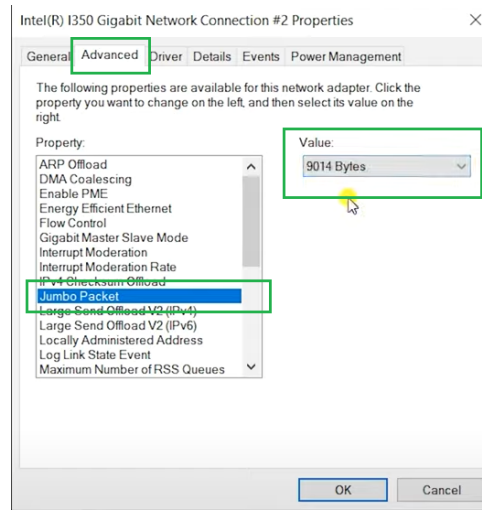 Intel(R) I350 Gigabit Network Connection #2 Properties
General Advanced Driver Details Events Power Management
The following properties are available for this network adapter. Click the
property you want to change on the left, and then select its value on the
right.
Property:
Value:
9014 Bytes
ARP Offload
DMA Coalescing
Enable PME
Energy Efficient Ethernet
Flow Control
Gigabit Master Slave Mode
Interrupt Moderation
Interrupt Moderation Rate
IPv4 Checksum Offload
Jumbo Packet
Large Send Offload V2 (IPv4)
Large Send Offload V2 (IPv6)
Locally Administered Address
Log Link State Event
Maximum Number of RSS Queues
OK Cancel